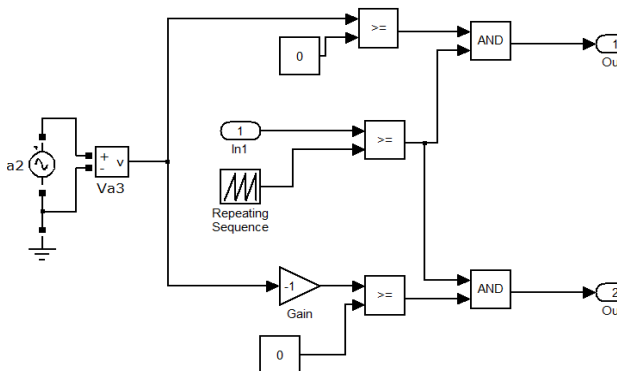 1
>=
0
AND
Ou
1
>=
In1
a2
+
-
v
Va3
Repeating
Sequence
-1
>=
AND
2
Gain
Ou
0